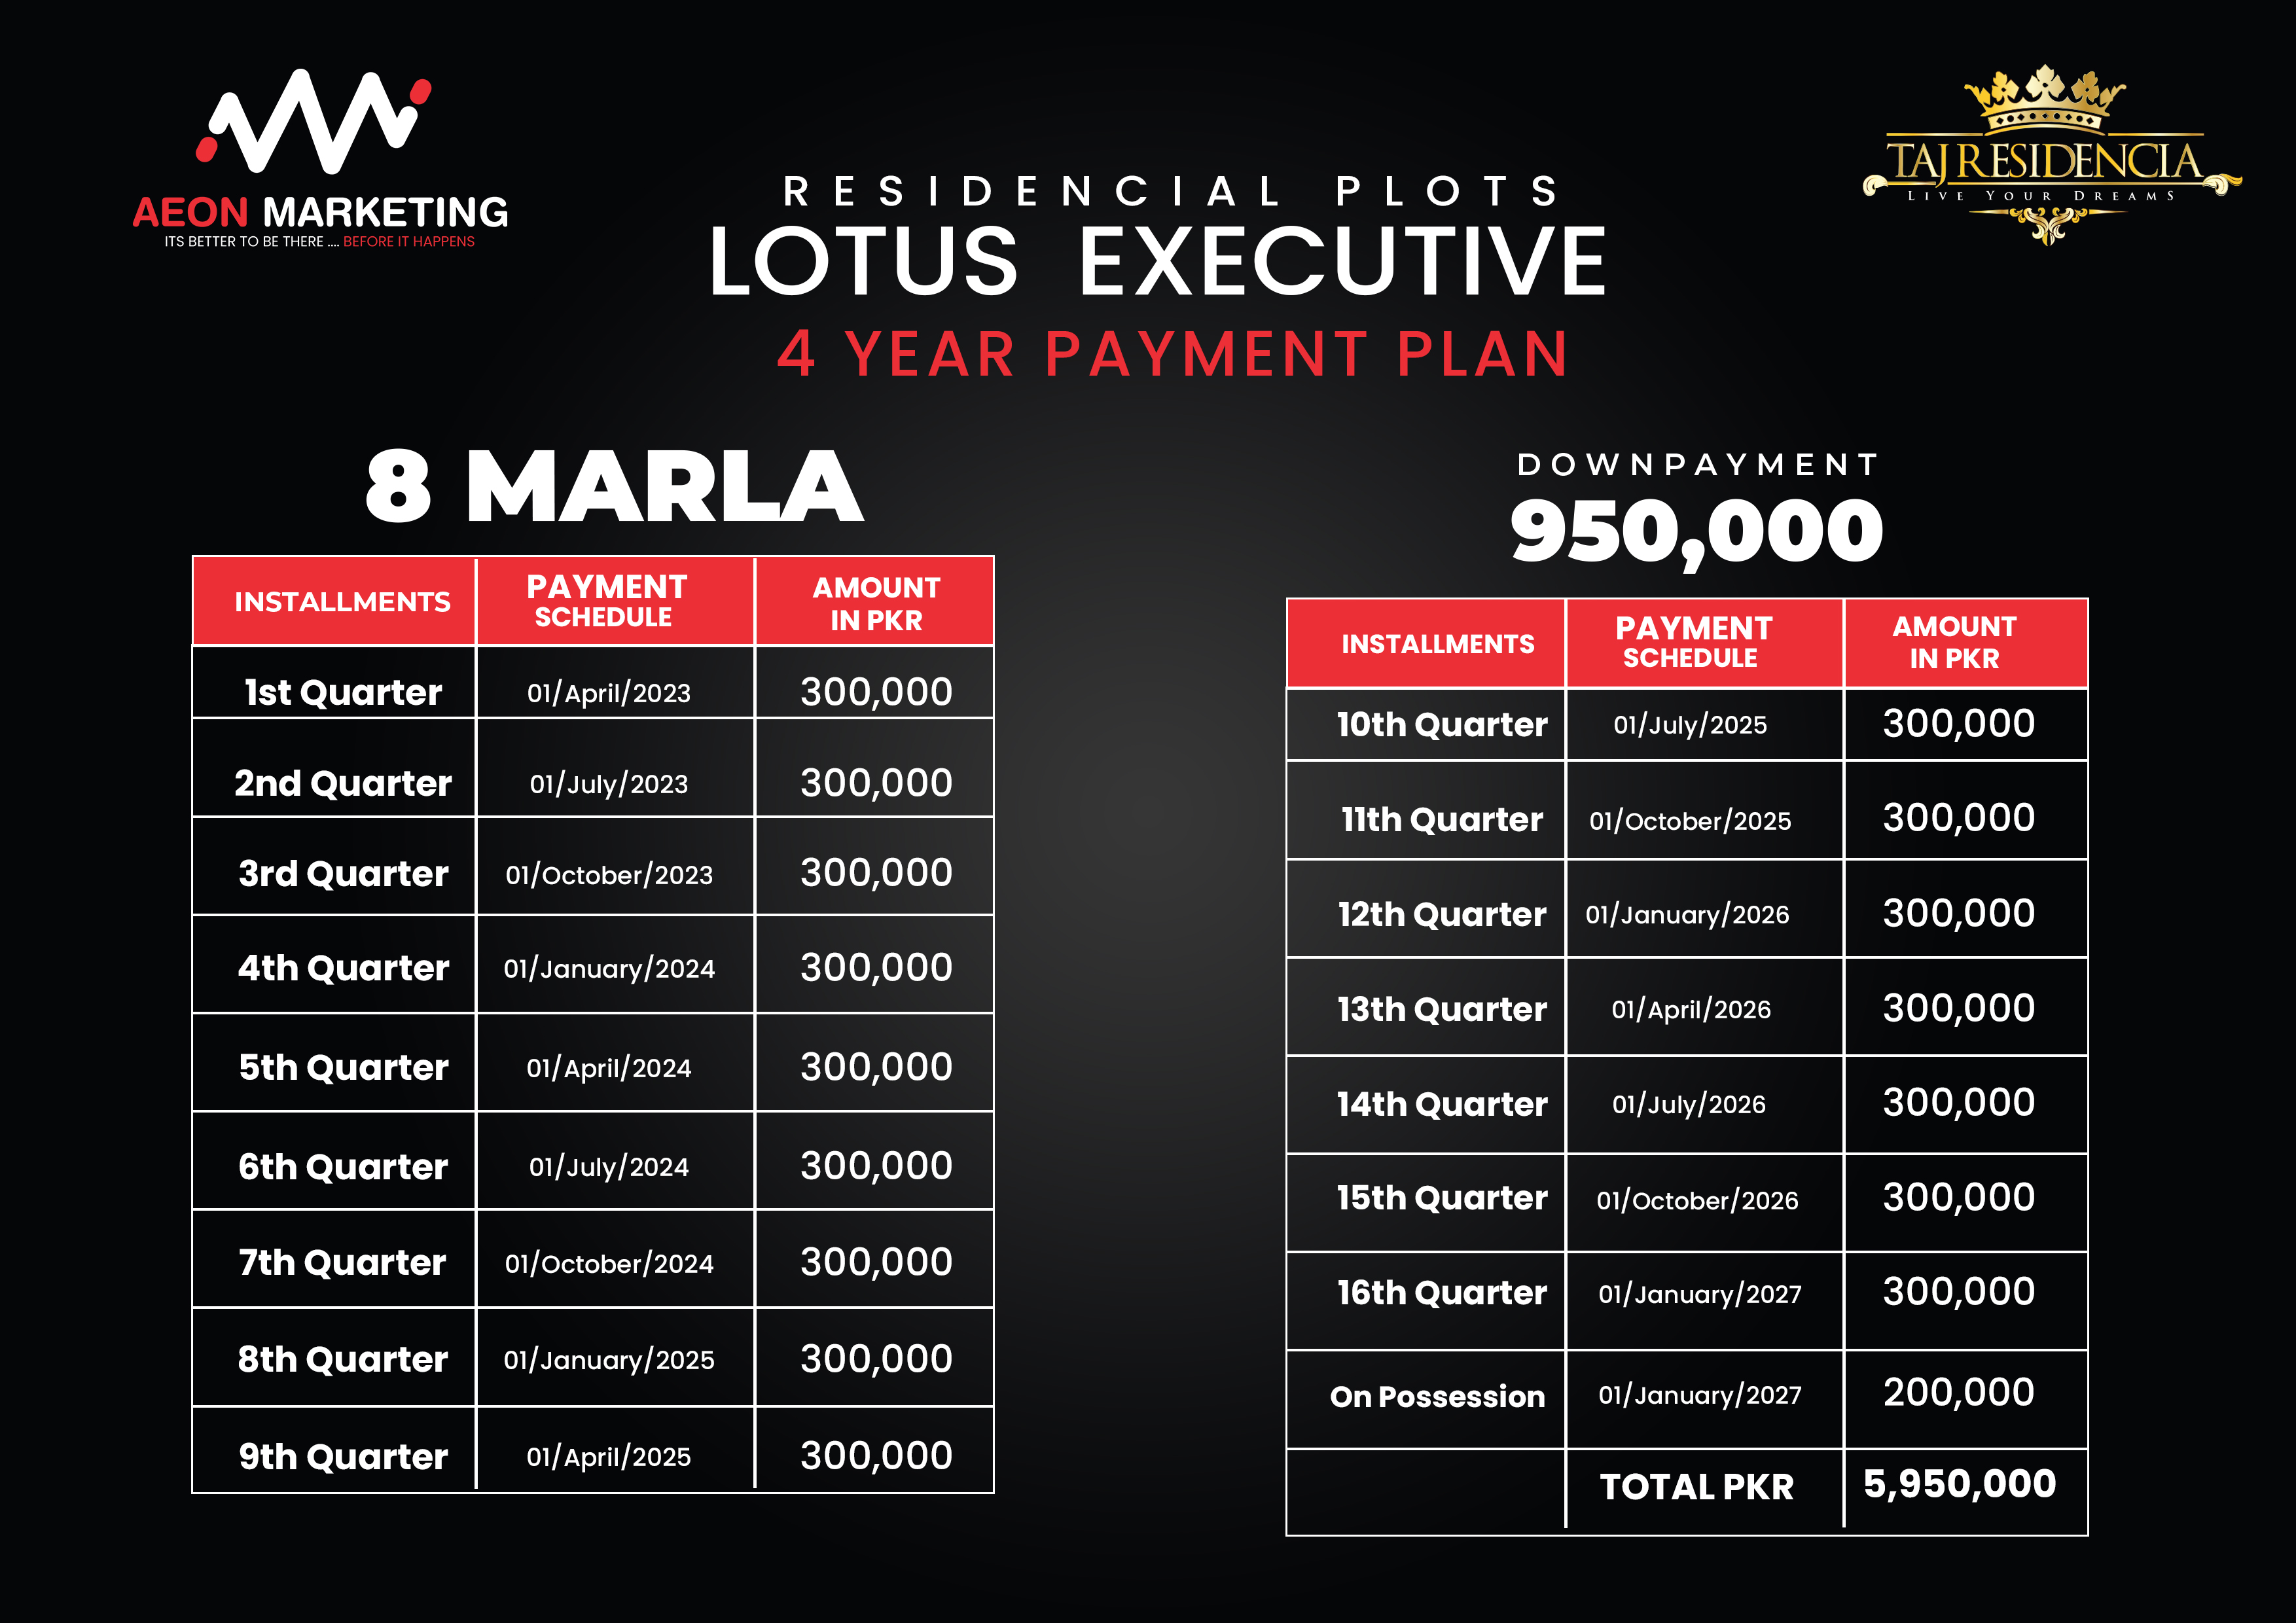 AEON MARKETING
ITS BETTER TO BE THERE .... BEFORE IT HAPPENS
TAJ RESIDENCIA
LIVE YOUR DREAMS
RESIDENCIAL PLOTS
LOTUS EXECUTIVE
4 YEAR PAYMENT PLAN
8 MARLA
INSTALLMENTS PAYMENT SCHEDULE AMOUNT IN PKR
1st Quarter 01/April/2023 300,000
2nd Quarter 01/July/2023 300,000
3rd Quarter 01/October/2023 300,000
4th Quarter 01/January/2024 300,000
5th Quarter 01/April/2024 300,000
6th Quarter 01/July/2024 300,000
7th Quarter 01/October/2024 300,000
8th Quarter 01/January/2025 300,000
9th Quarter 01/April/2025 300,000
DOWNPAYMENT
950,000
INSTALLMENTS PAYMENT SCHEDULE AMOUNT IN PKR
10th Quarter 01/July/2025 300,000
11th Quarter 01/October/2025 300,000
12th Quarter 01/January/2026 300,000
13th Quarter 01/April/2026 300,000
14th Quarter 01/July/2026 300,000
15th Quarter 01/October/2026 300,000
16th Quarter 01/January/2027 300,000
On Possession 01/January/2027 200,000
TOTAL PKR 5,950,000